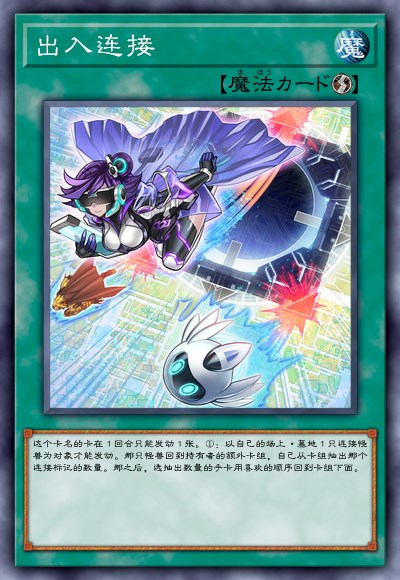 出入连接
魔
【魔法カード】
まほう
这个卡名的卡在1回合只能发动1张。①：以自己的场上·墓地1只连接怪
兽为对象才能发动。那只怪兽回到持有者的额外卡组，自己从卡组抽出那个
连接标记的数量。那之后，选抽出数量的手卡用喜欢的顺序回到卡组下面。